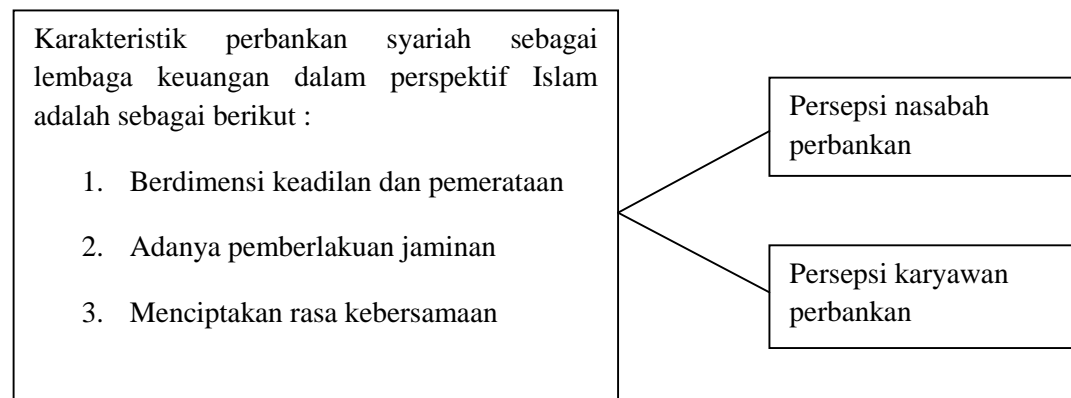 Karakteristik perbankan syariah sebagai
lembaga keuangan dalam perspektif Islam
adalah sebagai berikut :
1. Berdimensi keadilan dan pemerataan
2. Adanya pemberlakuan jaminan
3. Menciptakan rasa kebersamaan
Persepsi nasabah
perbankan
Persepsi karyawan
perbankan